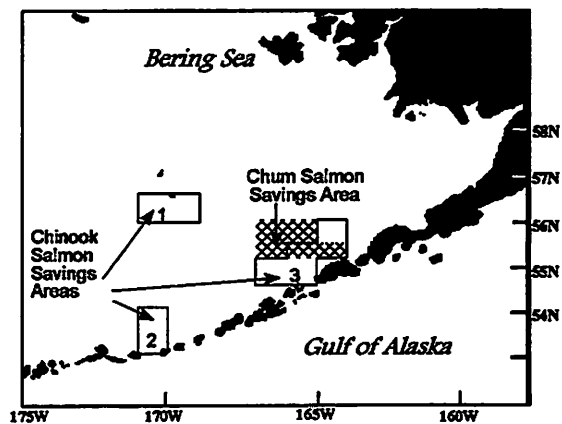 Bering Sea
58N
57N
Chum Salmon
Savings Area
1
56N
Chinook
Salmon
Savings
Areas
3
55N
54N
2
Gulf of Alaska
175W
170W
165W
160W